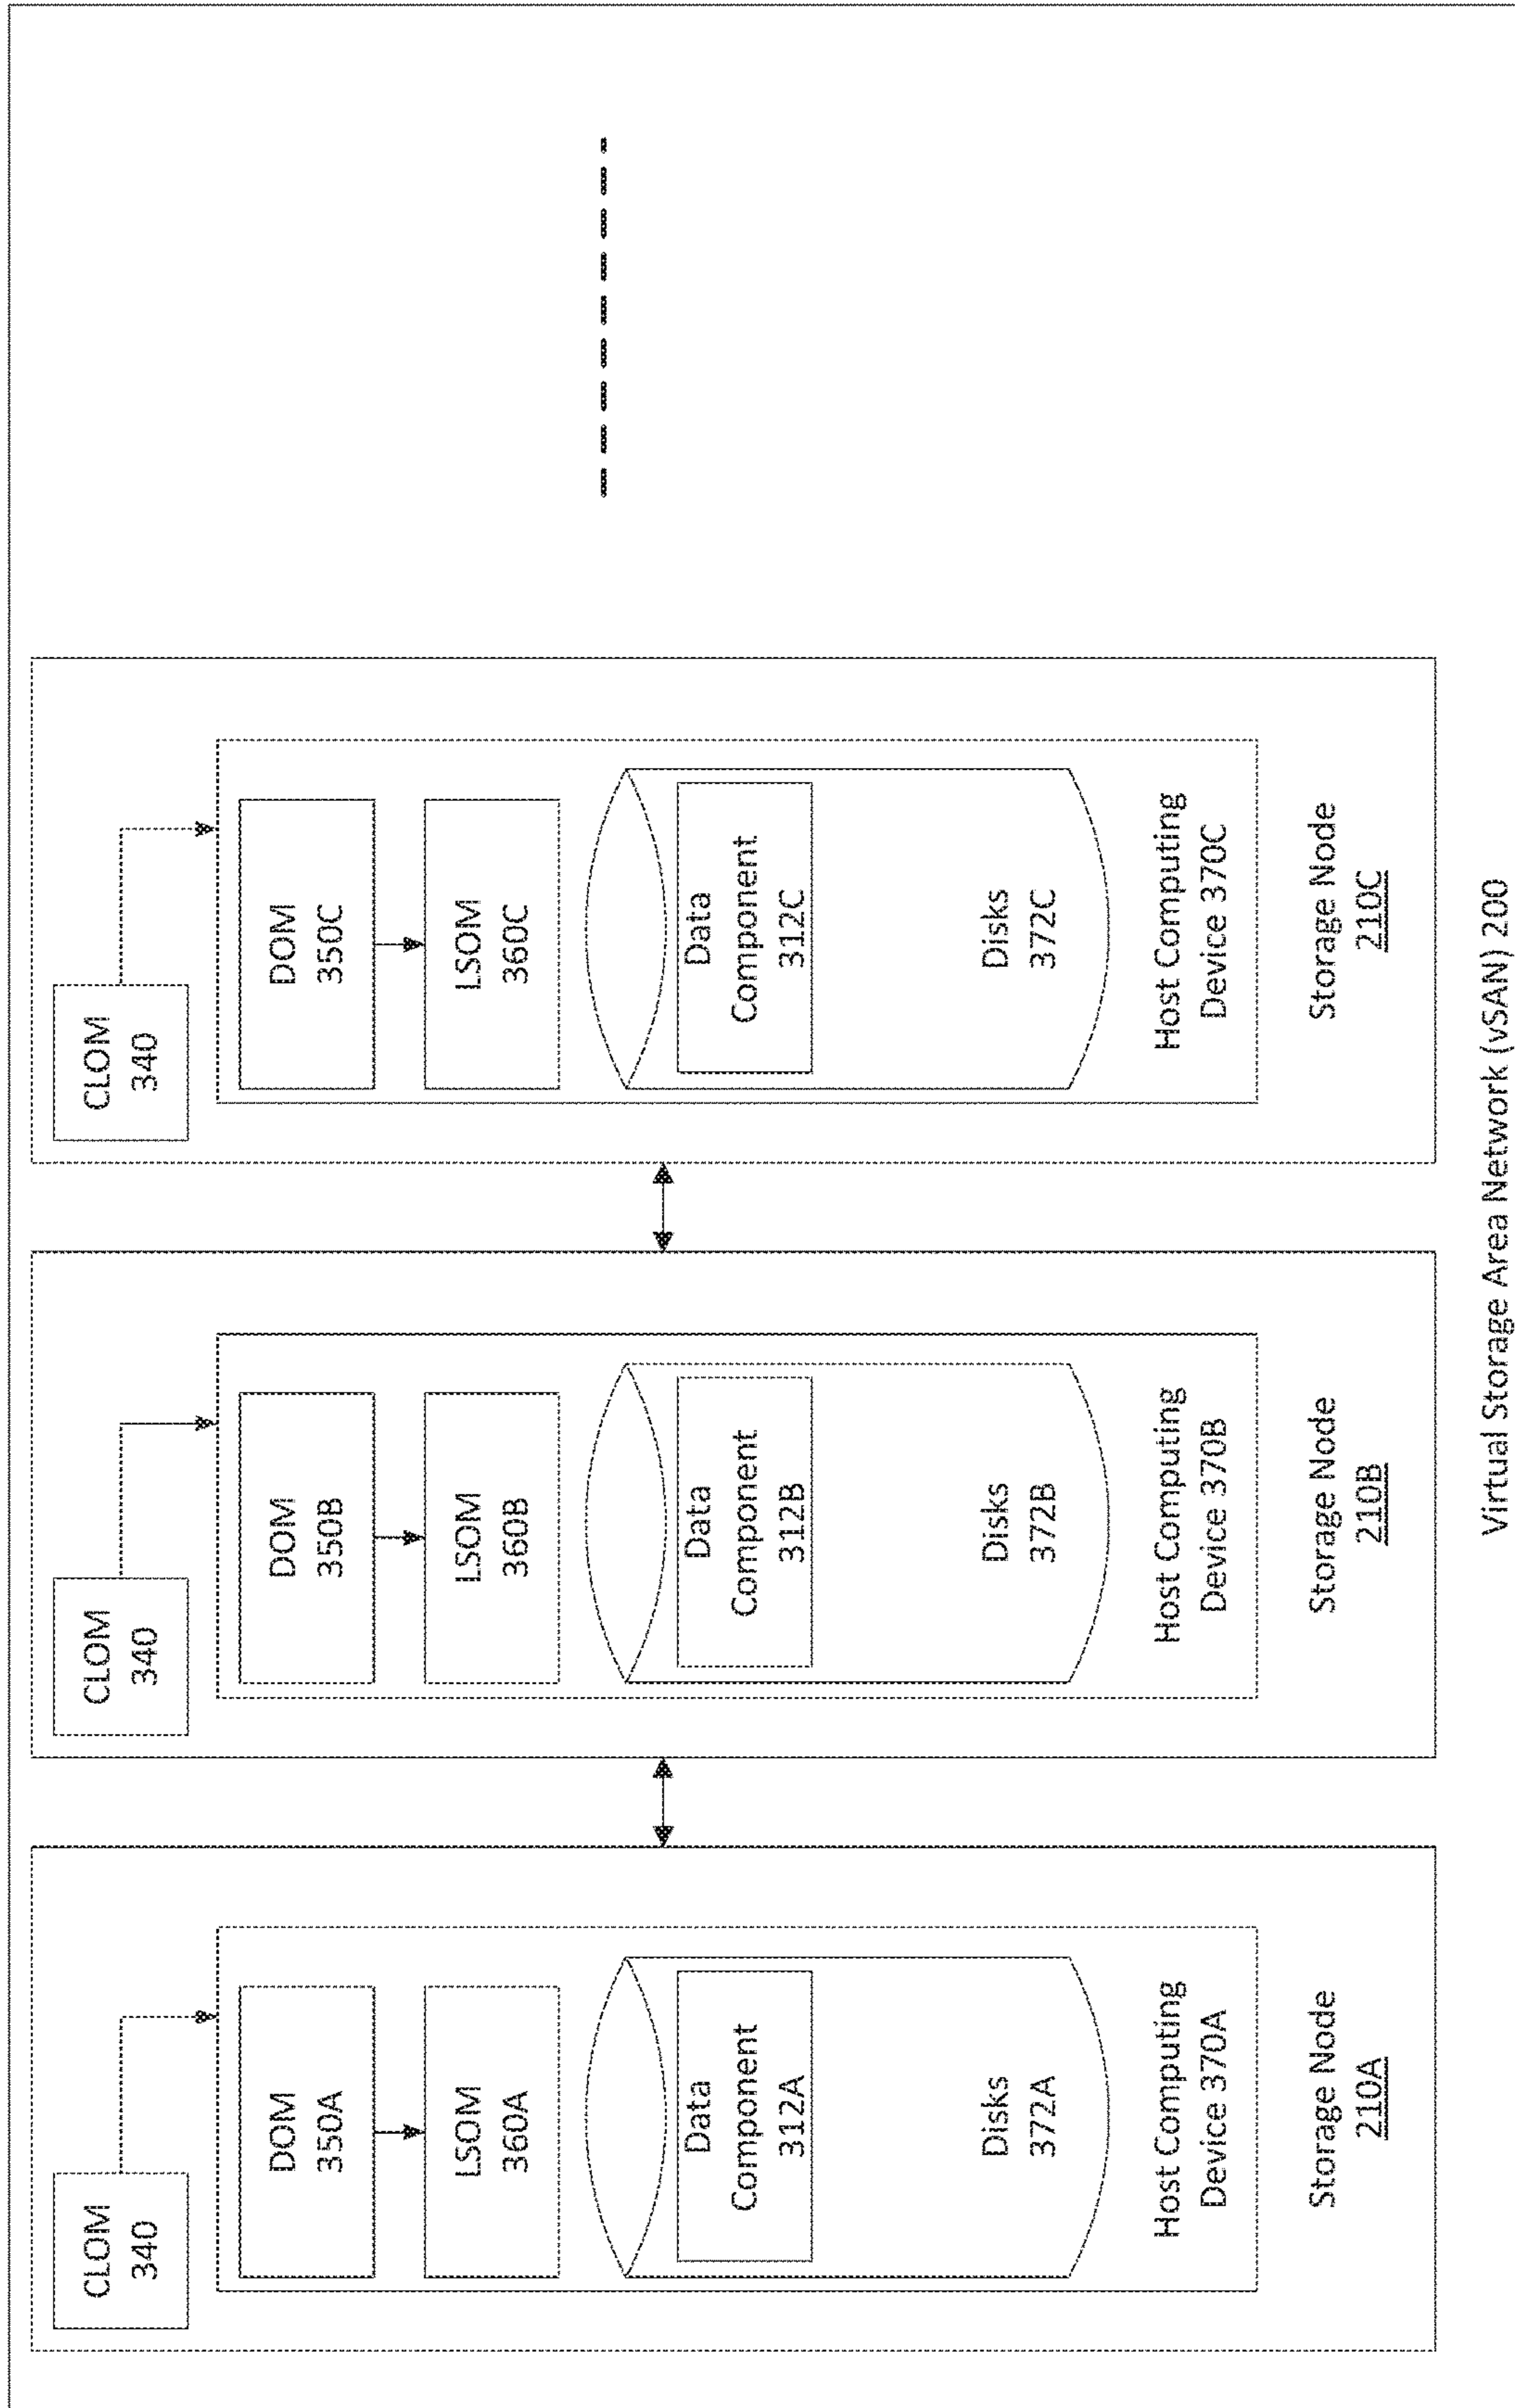 CLOM
340
DOM
350A
LSOM
360A
Data
Component
312A
Disks
372A
Host Computing
Device 370A
Storage Node
210A
CLOM
340
DOM
350B
LSOM
360B
Data
Component
312B
Disks
372B
Host Computing
Device 370B
Storage Node
210B
CLOM
340
DOM
350C
LSOM
360C
Data
Component
312C
Disks
372C
Host Computing
Device 370C
Storage Node
210C
Virtual Storage Area Network (vSAN) 200